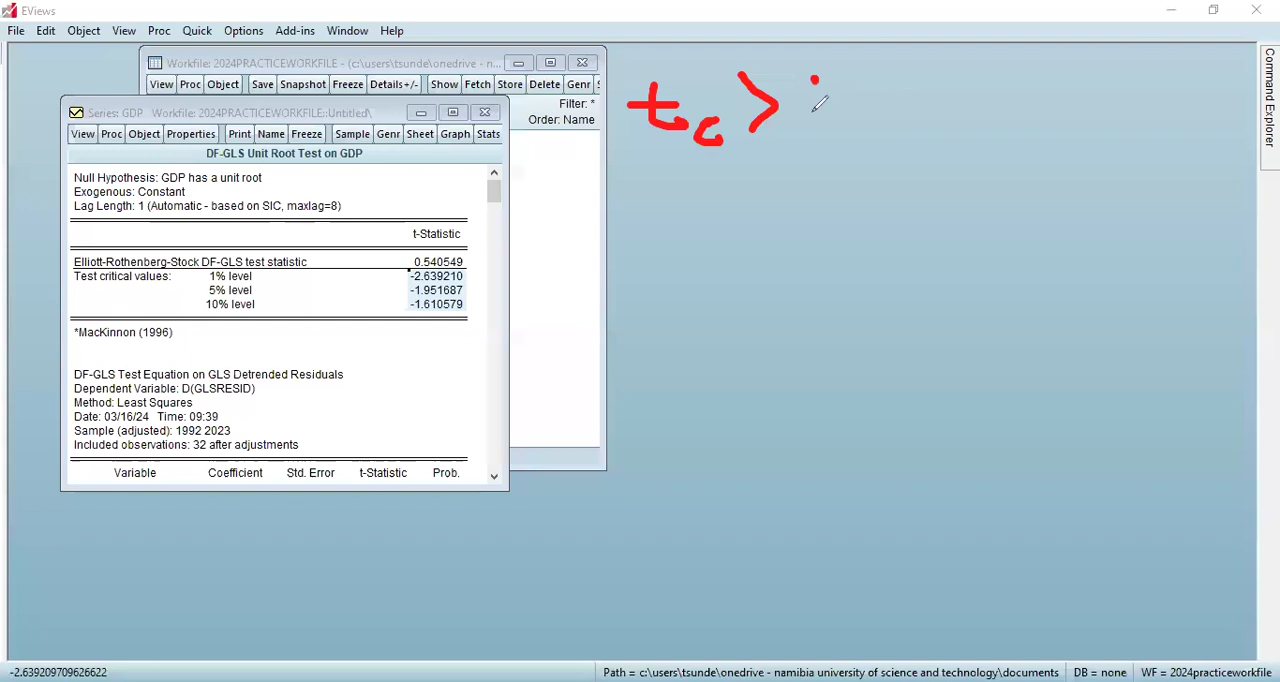 EViews
File Edit Object View Proc Quick Options Add-ins Window Help
Workfile: 2024PRACTICEWORKFILE - (c:\users\tsunde\onedrive - n...
View Proc Object Save Snapshot Freeze Details+/- Show Fetch Store Delete Genr S
Filter: *
Order: Name
Series: GDP Workfile: 2024PRACTICEWORKFILE::Untitled\
View Proc Object Properties Print Name Freeze Sample Genr Sheet Graph Stats
DF-GLS Unit Root Test on GDP
Null Hypothesis: GDP has a unit root
Exogenous: Constant
Lag Length: 1 (Automatic - based on SIC, maxlag=8)
t-Statistic
Elliott-Rothenberg-Stock DF-GLS test statistic 0.540549
Test critical values: 1% level -2.639210
5% level -1.951687
10% level -1.610579
*MacKinnon (1996)
DF-GLS Test Equation on GLS Detrended Residuals
Dependent Variable: D(GLSRESID)
Method: Least Squares
Date: 03/16/24 Time: 09:39
Sample (adjusted): 1992 2023
Included observations: 32 after adjustments
Variable Coefficient Std. Error t-Statistic Prob.
tc >
Command Explorer
-2.639209709626622
Path = c:\users\tsunde\onedrive - namibia university of science and technology\documents DB = none WF = 2024practiceworkfile